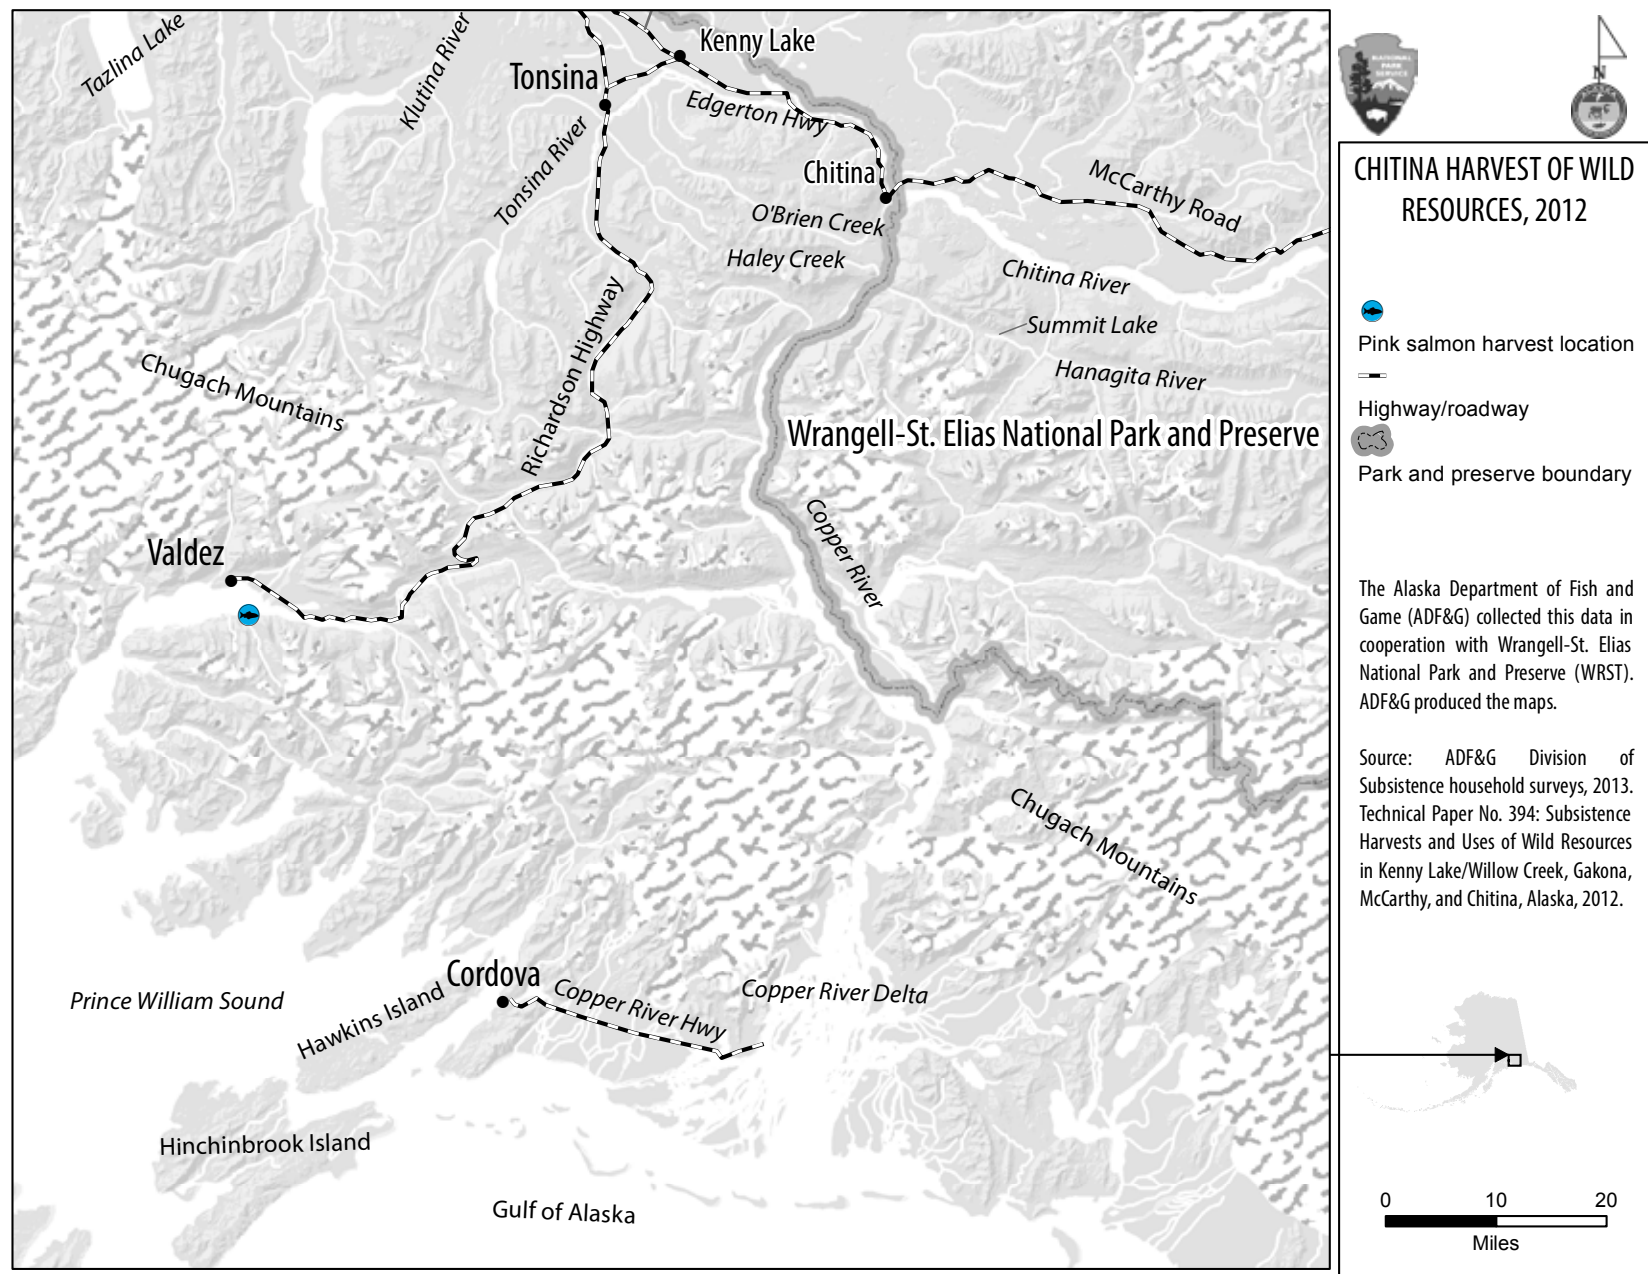 Tazlina Lake
Klutina River
Kenny Lake
Tonsina
Edgerton Hwy
Tonsina River
Chitina
McCarthy Road
O'Brien Creek
Haley Creek
Chitina River
Richardson Highway
Summit Lake
Hanagita River
Chugach Mountains
Wrangell-St. Elias National Park and Preserve
Copper River
Valdez
Chugach Mountains
Cordova
Prince William Sound
Hawkins Island
Copper River Hwy
Copper River Delta
Hinchinbrook Island
Gulf of Alaska
NATIONAL
PARK
SERVICE
N
ALASKA
CHITINA HARVEST OF WILD
RESOURCES, 2012
Pink salmon harvest location
Highway/roadway
Park and preserve boundary
The Alaska Department of Fish and
Game (ADF&G) collected this data in
cooperation with Wrangell-St. Elias
National Park and Preserve (WRST).
ADF&G produced the maps.
Source: ADF&G Division of
Subsistence household surveys, 2013.
Technical Paper No. 394: Subsistence
Harvests and Uses of Wild Resources
in Kenny Lake/Willow Creek, Gakona,
McCarthy, and Chitina, Alaska, 2012.
0 10 20
Miles